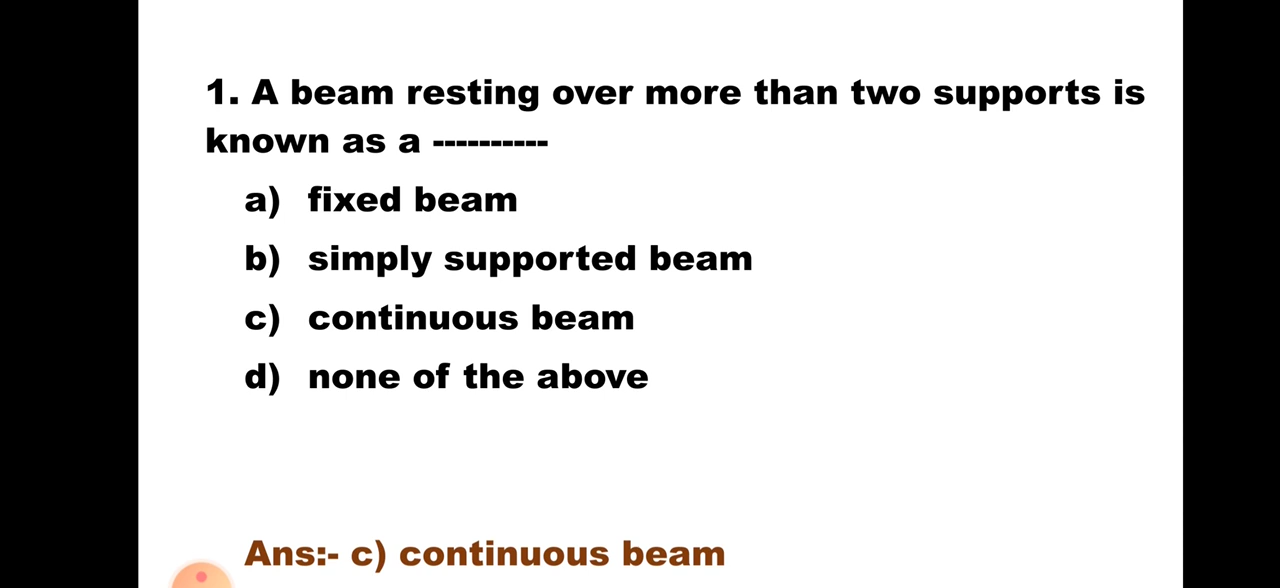 1. A beam resting over more than two supports is
known as a ----------
a) fixed beam
b) simply supported beam
c) continuous beam
d) none of the above
Ans:- c) continuous beam